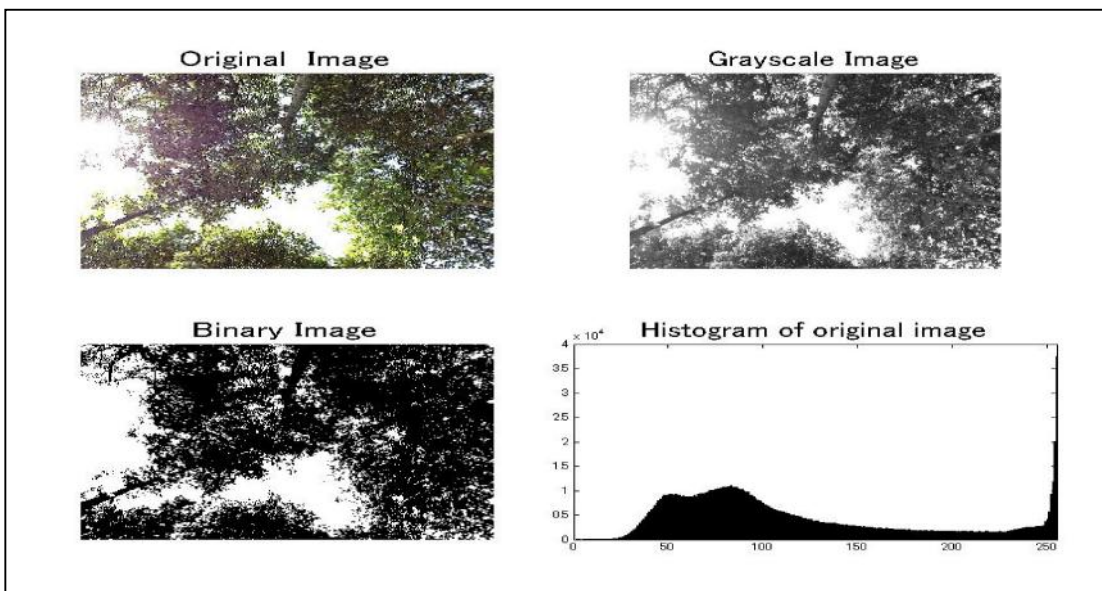 Original Image
Grayscale Image
Binary Image
Histogram of original image
× 10⁴
4
3.5
3
2.5
2
1.5
1
0.5
0
0 50 100 150 200 250